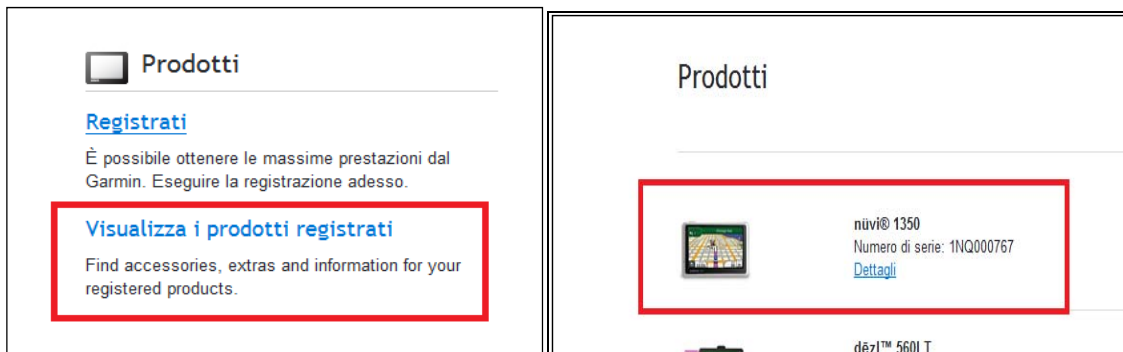 Prodotti
Registrati
È possibile ottenere le massime prestazioni dal
Garmin. Eseguire la registrazione adesso.
Visualizza i prodotti registrati
Find accessories, extras and information for your
registered products.
Prodotti
nüvi® 1350
Numero di serie: 1NQ000767
Dettagli
dēzl™ 560LT